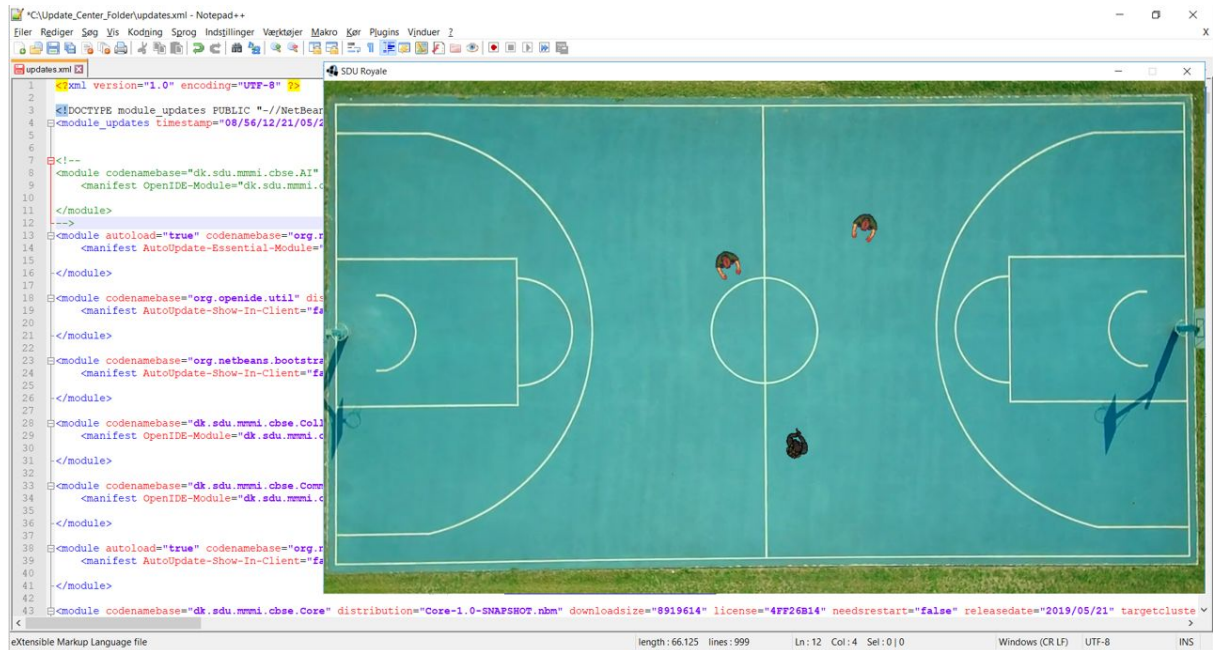 *C:\Update_Center_Folder\updates.xml - Notepad++
Filer Rediger Søg Vis Kodning Sprog Indstillinger Værktøjer Makro Kør Plugins Vinduer ? X
updates.xml
SDU Royale
1 <?xml version="1.0" encoding="UTF-8" ?>
2
3 <!DOCTYPE module_updates PUBLIC "-//NetBean
4 <module_updates timestamp="08/56/12/21/05/2
5
6
7 <!--
8 <module codenamebase="dk.sdu.mmmi.cbse.AI"
9 <manifest OpenIDE-Module="dk.sdu.mmmi.c
10
11 </module>
12 -->
13 <module autoload="true" codenamebase="org.n
14 <manifest AutoUpdate-Essential-Module="
15
16 </module>
17
18 <module codenamebase="org.openide.util" dis
19 <manifest AutoUpdate-Show-In-Client="fa
20
21 </module>
22
23 <module codenamebase="org.netbeans.bootstra
24 <manifest AutoUpdate-Show-In-Client="fa
25
26 </module>
27
28 <module codenamebase="dk.sdu.mmmi.cbse.Coll
29 <manifest OpenIDE-Module="dk.sdu.mmmi.c
30
31 </module>
32
33 <module codenamebase="dk.sdu.mmmi.cbse.Comm
34 <manifest OpenIDE-Module="dk.sdu.mmmi.c
35
36 </module>
37
38 <module autoload="true" codenamebase="org.n
39 <manifest AutoUpdate-Show-In-Client="fa
40
41 </module>
42
43 <module codenamebase="dk.sdu.mmmi.cbse.Core" distribution="Core-1.0-SNAPSHOT.nbm" downloadsize="8919614" license="4FF26B14" needsrestart="false" releasedate="2019/05/21" targetcluste
eXtensible Markup Language file length : 66.125 lines : 999 Ln : 12 Col : 4 Sel : 0 | 0 Windows (CR LF) UTF-8 INS